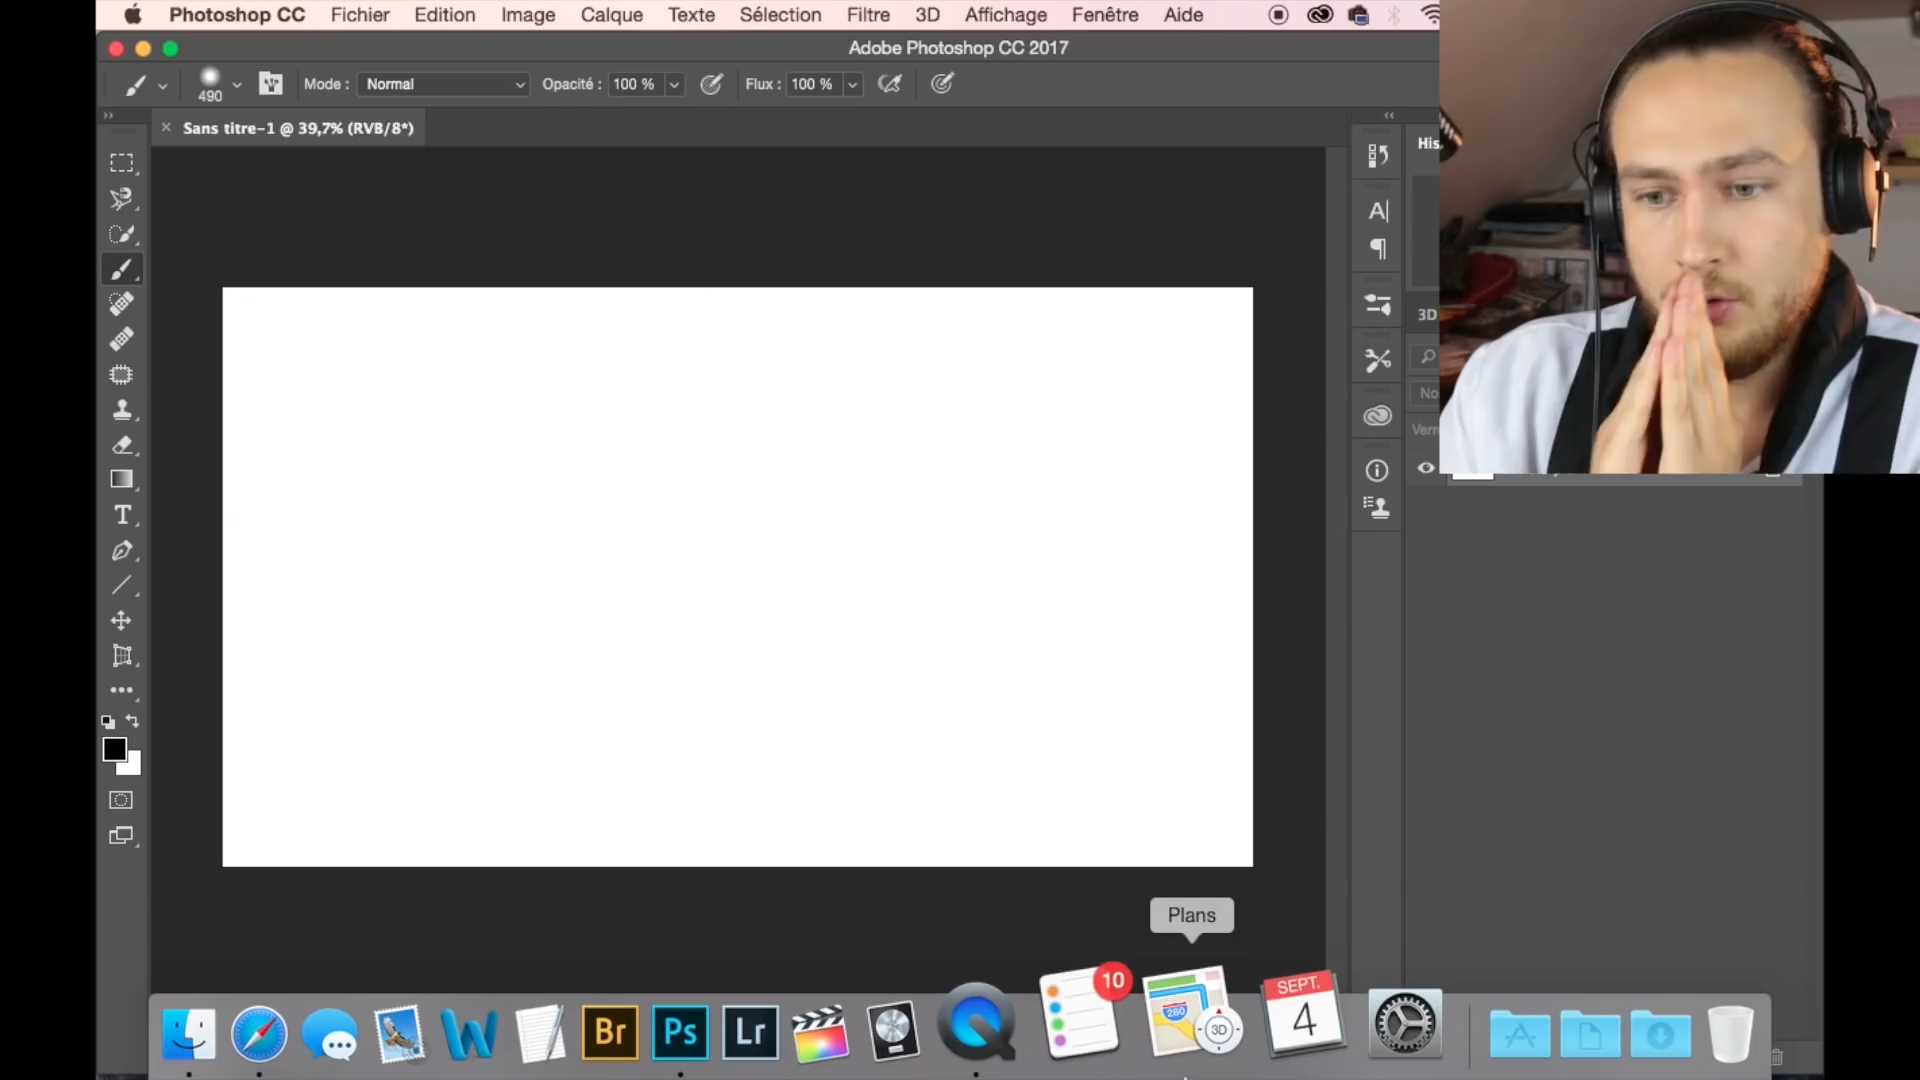 Photoshop CC Fichier Edition Image Calque Texte Sélection Filtre 3D Affichage Fenêtre Aide
Adobe Photoshop CC 2017
490 Mode : Normal Opacité : 100 % Flux : 100 %
Sans titre-1 @ 39,7% (RVB/8*)
His
A
3D
No
Verr
T
Plans
10
SEPT.
4
W
Br
Ps
Lr
280
3D